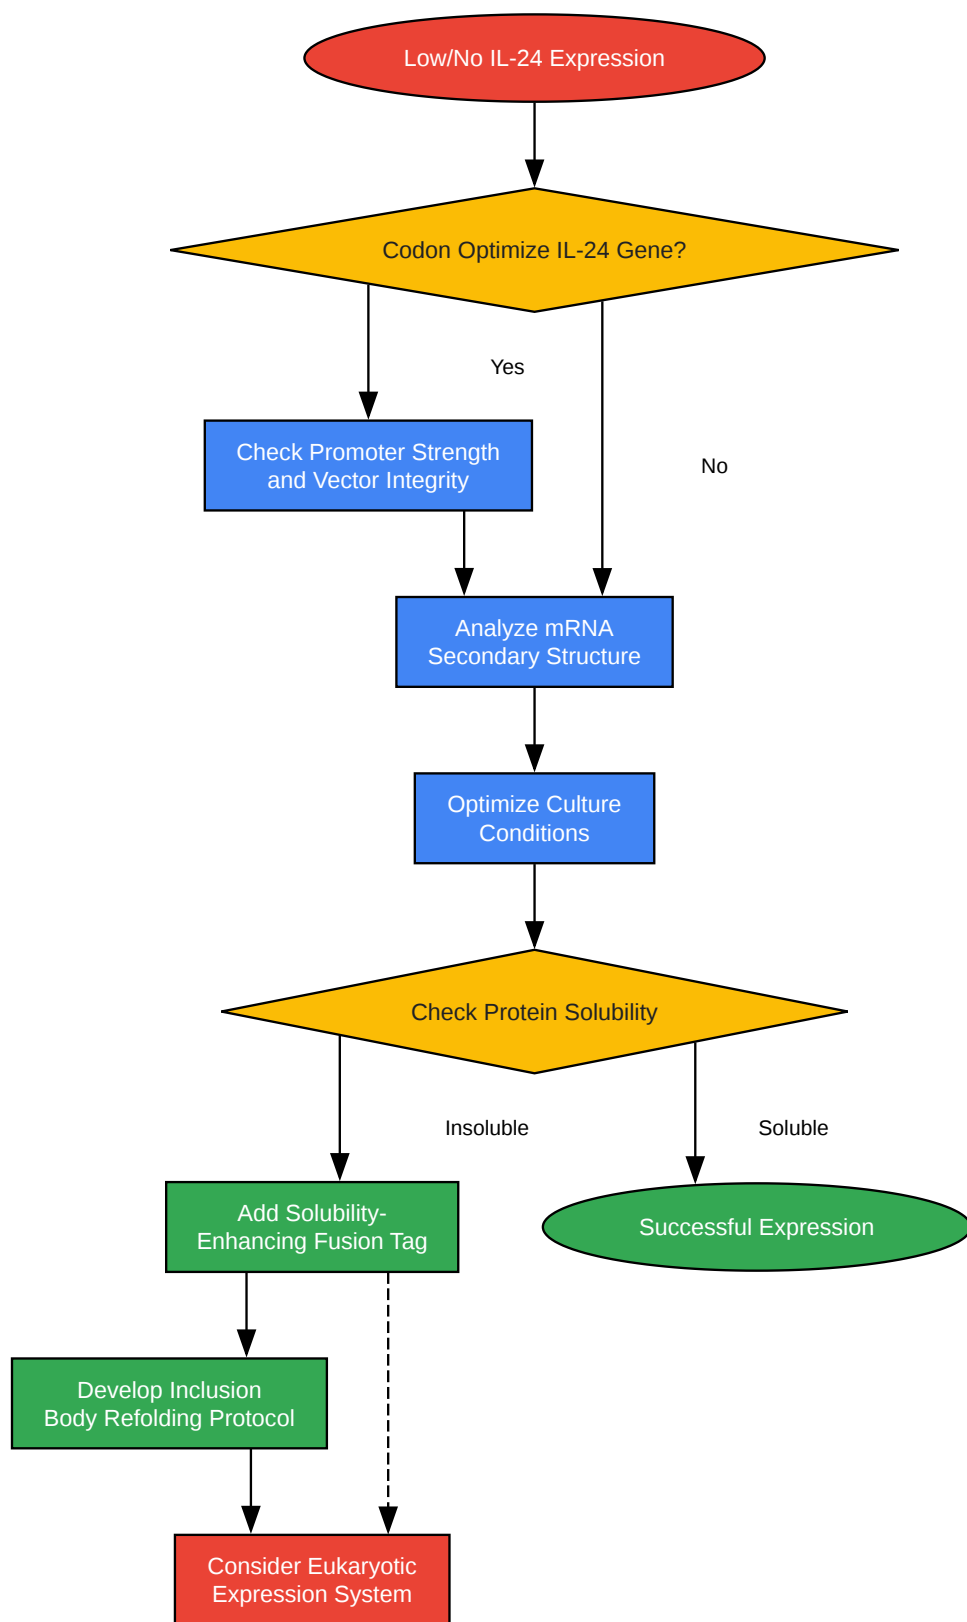 Low/No IL-24 Expression
Codon Optimize IL-24 Gene?
Yes
Check Promoter Strength
and Vector Integrity
No
Analyze mRNA
Secondary Structure
Optimize Culture
Conditions
Check Protein Solubility
Insoluble
Soluble
Add Solubility-
Enhancing Fusion Tag
Successful Expression
Develop Inclusion
Body Refolding Protocol
Consider Eukaryotic
Expression System